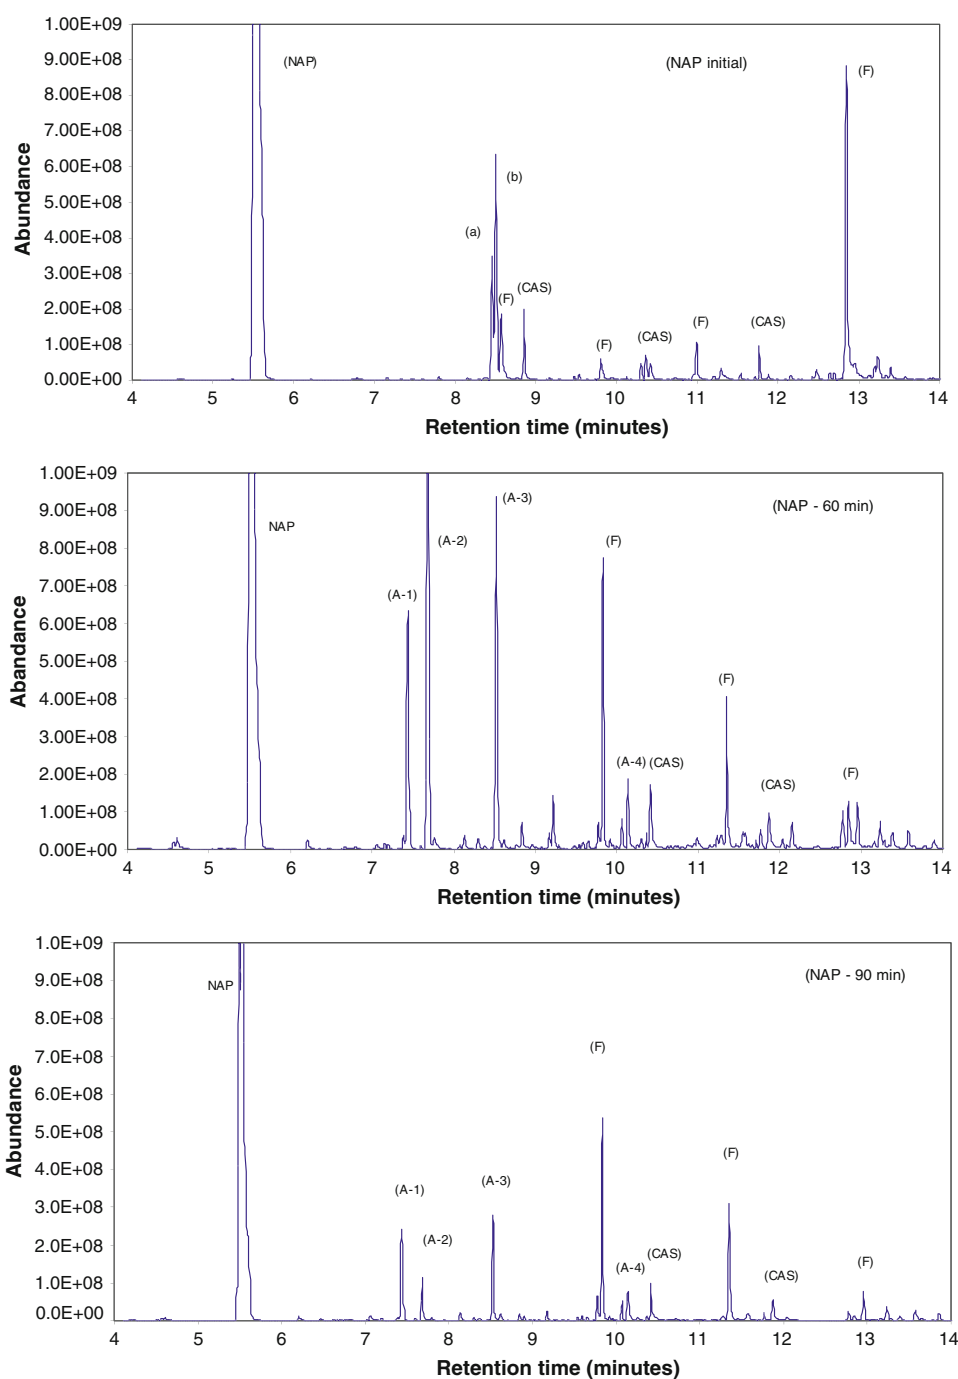 1.00E+09
9.00E+08
8.00E+08
7.00E+08
6.00E+08
5.00E+08
4.00E+08
3.00E+08
2.00E+08
1.00E+08
0.00E+00
Abundance
(NAP)
(NAP initial)
(F)
(b)
(a)
(F)
(CAS)
(F)
(CAS)
(F)
(CAS)
4 5 6 7 8 9 10 11 12 13 14
Retention time (minutes)
1.00E+09
9.00E+08
8.00E+08
7.00E+08
6.00E+08
5.00E+08
4.00E+08
3.00E+08
2.00E+08
1.00E+08
0.00E+00
Abandance
NAP
(A-1)
(A-2)
(A-3)
(NAP - 60 min)
(F)
(A-4)
(CAS)
(F)
(CAS)
(F)
4 5 6 7 8 9 10 11 12 13 14
Retention time (minutes)
1.0E+09
9.0E+08
8.0E+08
7.0E+08
6.0E+08
5.0E+08
4.0E+08
3.0E+08
2.0E+08
1.0E+08
0.0E+00
Abundance
NAP
(NAP - 90 min)
(F)
(A-1)
(A-2)
(A-3)
(A-4)
(CAS)
(F)
(CAS)
(F)
4 5 6 7 8 9 10 11 12 13 14
Retention time (minutes)